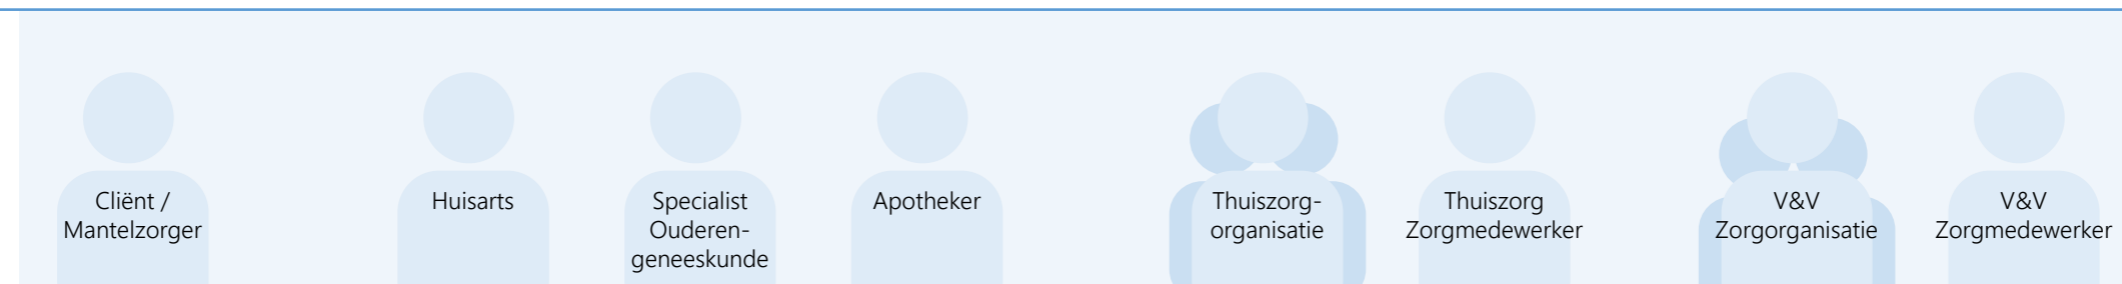 Cliënt /
Mantelzorger
Huisarts
Specialist
Ouderen-
geneeskunde
Apotheker
Thuiszorg-
organisatie
Thuiszorg
Zorgmedewerker
V&V
Zorgorganisatie
V&V
Zorgmedewerker